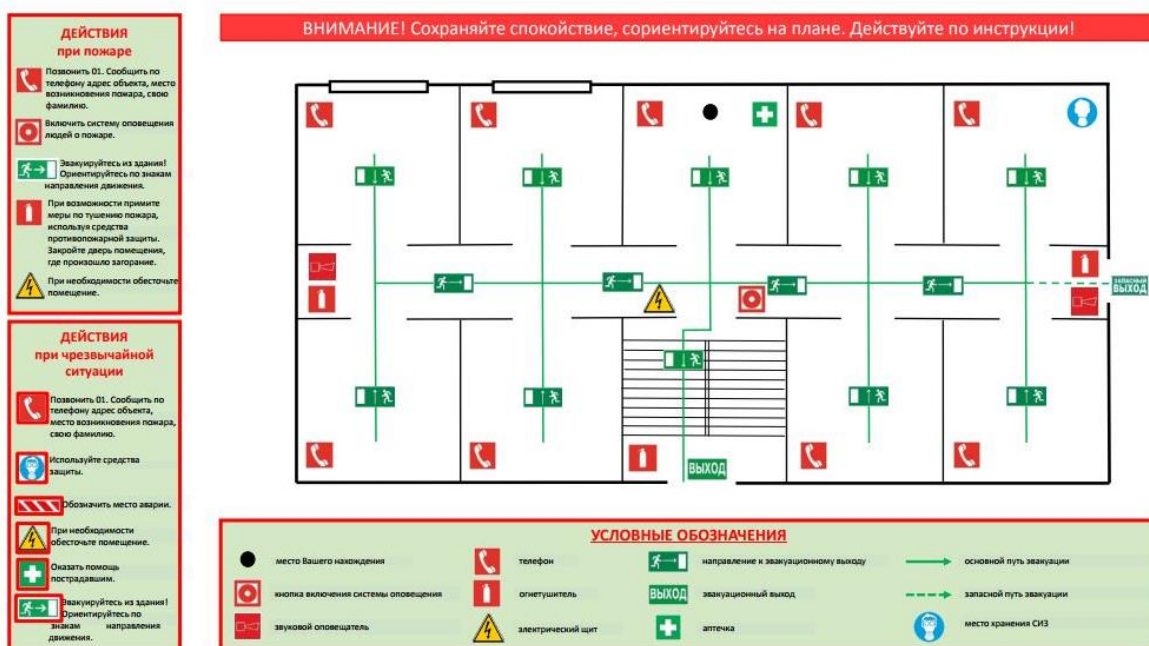 ВНИМАНИЕ! Сохраняйте спокойствие, сориентируйтесь на плане. Действуйте по инструкции!
ДЕЙСТВИЯ
при пожаре
Позвонить 01. Сообщить по
телефону адрес объекта, место
возникновения пожара, свою
фамилию.
Включить систему оповещения
людей о пожаре.
Эвакуируйтесь из здания!
Ориентируйтесь по знакам
направления движения.
При возможности примите
меры по тушению пожара,
используя средства
противопожарной защиты.
Закройте дверь помещения,
где произошло загорание.
При необходимости обесточьте
помещение.
ДЕЙСТВИЯ
при чрезвычайной
ситуации
Позвонить 01. Сообщить по
телефону адрес объекта,
место возникновения пожара,
свою фамилию.
Используйте средства
защиты.
Обозначить место аварии.
При необходимости
обесточьте помещение.
Оказать помощь
пострадавшим.
Эвакуируйтесь из здания!
Ориентируйтесь по
знакам направления
движения.
ЗАПАСНЫЙ
ВЫХОД
ВЫХОД
УСЛОВНЫЕ ОБОЗНАЧЕНИЯ
место Вашего нахождения
телефон
направление к эвакуационному выходу
основной путь эвакуации
кнопка включения системы оповещения
огнетушитель
ВЫХОД
эвакуационный выход
запасной путь эвакуации
звуковой оповещатель
электрический щит
аптечка
место хранения СИЗ